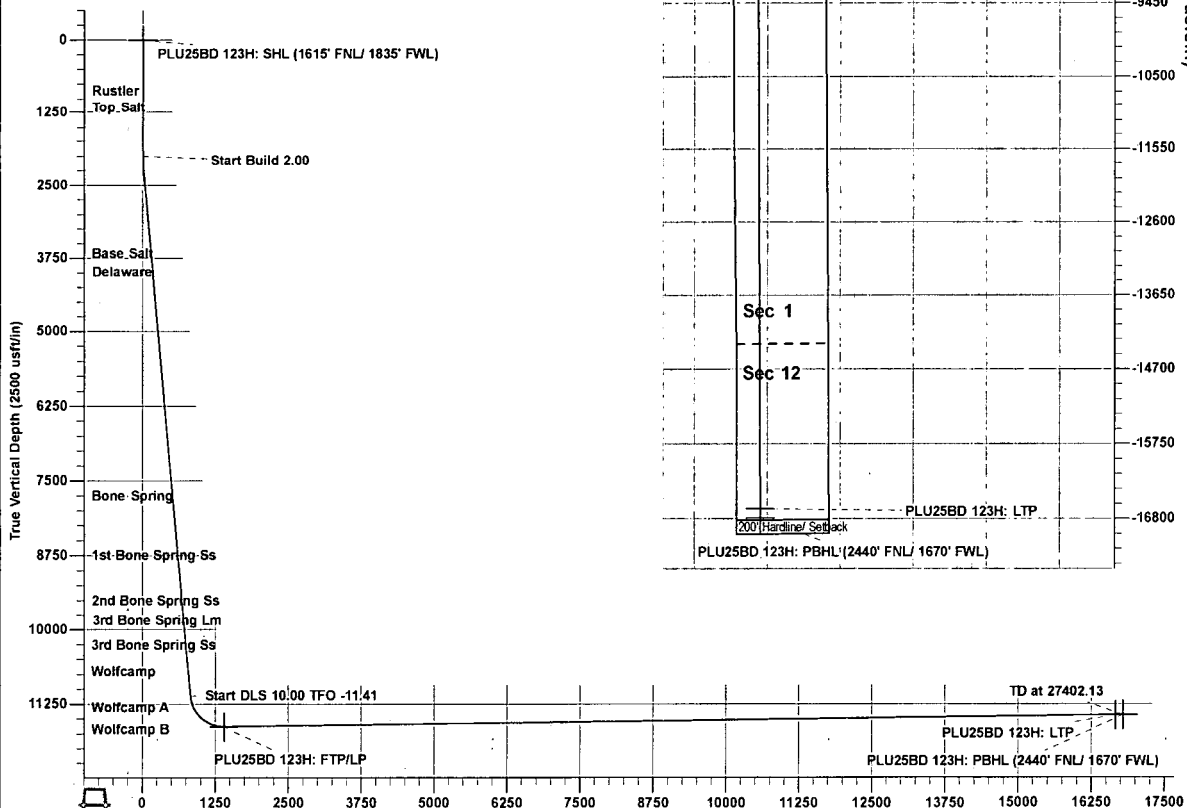 0
PLU25BD 123H: SHL (1615' FNL/ 1835' FWL)
Rustler
1250
Top Salt
Start Build 2.00
2500
3750
Base Salt
Delaware
5000
6250
7500
Bone Spring
8750
1st Bone Spring Ss
2nd Bone Spring Ss
10000
3rd Bone Spring Lm
3rd Bone Spring Ss
Wolfcamp
11250
Wolfcamp A
Wolfcamp B
True Vertical Depth (2500 usft/in)
Start DLS 10.00 TFO -11.41
PLU25BD 123H: FTP/LP
TD at 27402.13
PLU25BD 123H: LTP
PLU25BD 123H: PBHL (2440' FNL/ 1670' FWL)
0 1250 2500 3750 5000 6250 7500 8750 10000 11250 12500 13750 15000 16250 17500
-9450
-10500
-11550
-12600
-13650
Sec 1
-14700
Sec 12
-15750
PLU25BD 123H: LTP
-16800
200' Hardline/ Setback
PLU25BD 123H: PBHL (2440' FNL/ 1670' FWL)